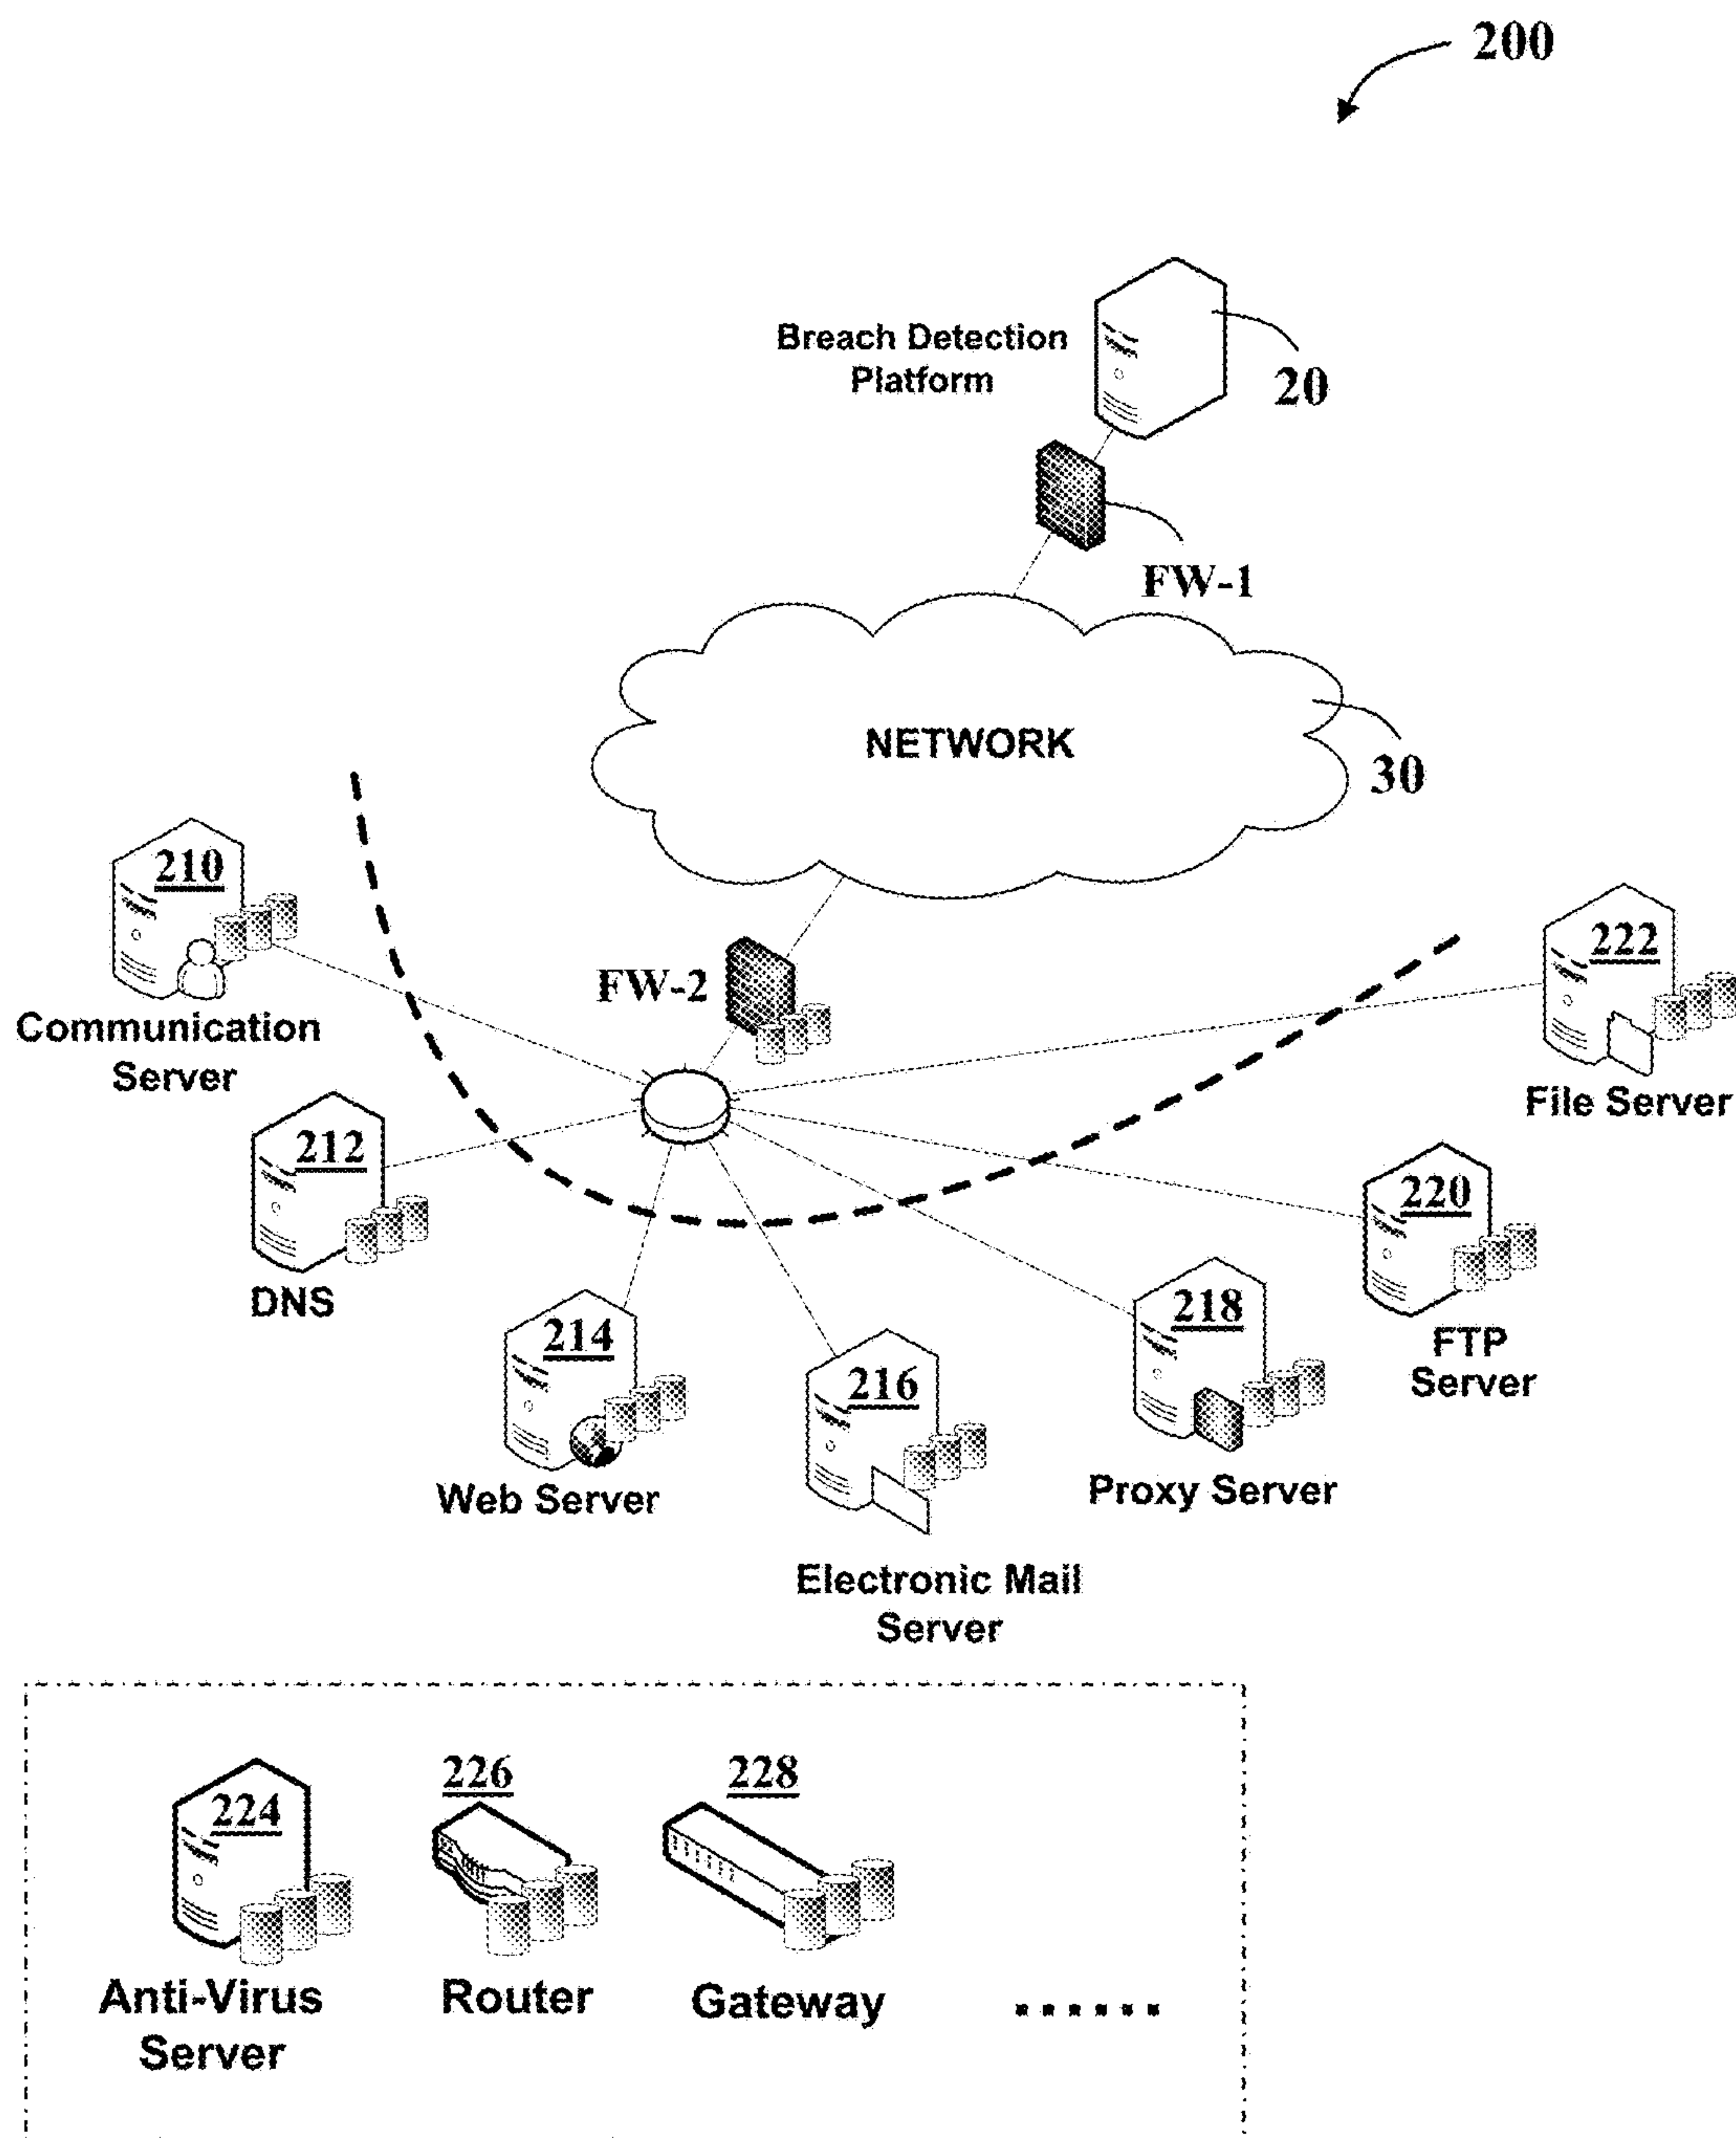 200
Breach Detection
Platform
20
FW-1
NETWORK
30
210
Communication
Server
FW-2
222
File Server
212
DNS
220
FTP
Server
214
Web Server
216
Electronic Mail
Server
218
Proxy Server
224
Anti-Virus
Server
226
Router
228
Gateway
......